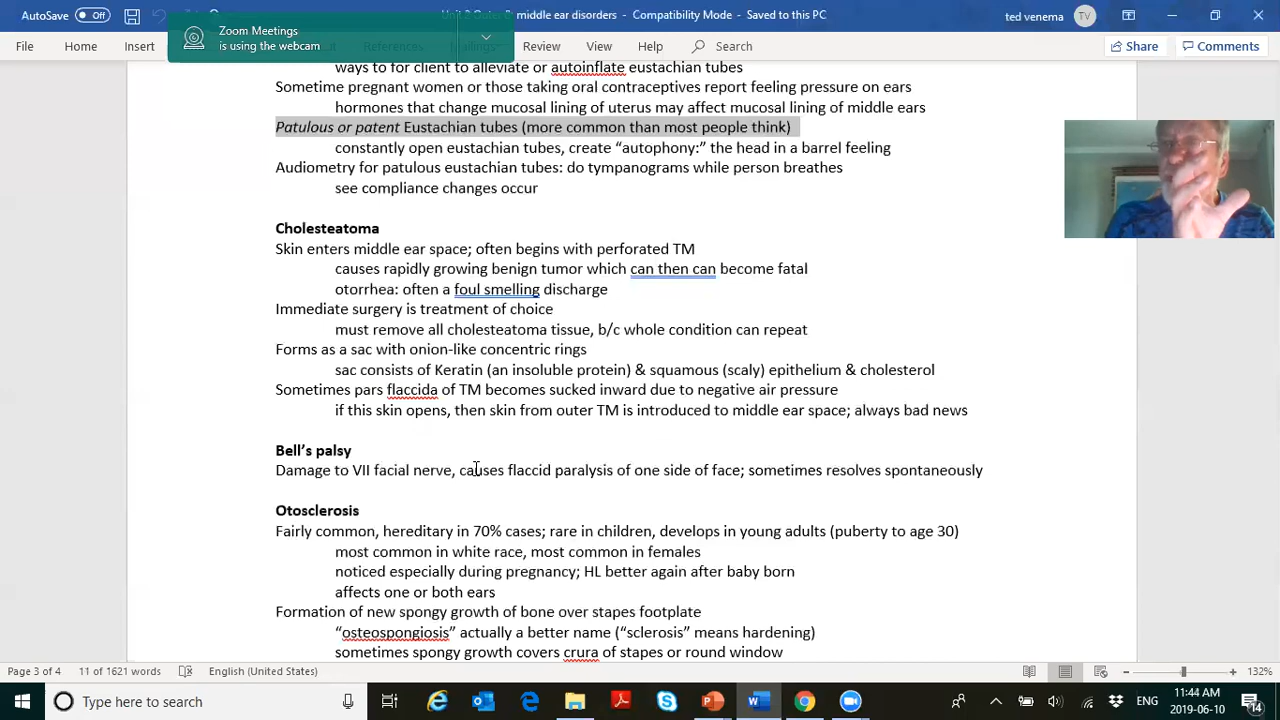 AutoSave Off
Unit 2 Outer & middle ear disorders - Compatibility Mode - Saved to this PC
ted venema TV
Zoom Meetings
is using the webcam
File Home References Mailings Review View Help Search Share Comments
ways to for client to alleviate or autoinflate eustachian tubes
Sometime pregnant women or those taking oral contraceptives report feeling pressure on ears
hormones that change mucosal lining of uterus may affect mucosal lining of middle ears
Patulous or patent Eustachian tubes (more common than most people think)
constantly open eustachian tubes, create “autophony:” the head in a barrel feeling
Audiometry for patulous eustachian tubes: do tympanograms while person breathes
see compliance changes occur
Cholesteatoma
Skin enters middle ear space; often begins with perforated TM
causes rapidly growing benign tumor which can then can become fatal
otorrhea: often a foul smelling discharge
Immediate surgery is treatment of choice
must remove all cholesteatoma tissue, b/c whole condition can repeat
Forms as a sac with onion-like concentric rings
sac consists of Keratin (an insoluble protein) & squamous (scaly) epithelium & cholesterol
Sometimes pars flaccida of TM becomes sucked inward due to negative air pressure
if this skin opens, then skin from outer TM is introduced to middle ear space; always bad news
Bell’s palsy
Damage to VII facial nerve, causes flaccid paralysis of one side of face; sometimes resolves spontaneously
Otosclerosis
Fairly common, hereditary in 70% cases; rare in children, develops in young adults (puberty to age 30)
most common in white race, most common in females
noticed especially during pregnancy; HL better again after baby born
affects one or both ears
Formation of new spongy growth of bone over stapes footplate
“osteospongiosis” actually a better name (“sclerosis” means hardening)
sometimes spongy growth covers crura of stapes or round window
Page 3 of 4 11 of 1621 words English (United States) 132%
Type here to search
ENG
11:44 AM
2019-06-10
14